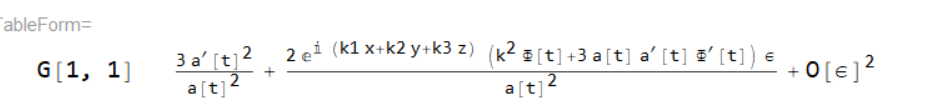 TableForm=
G[1, 1] 3 a′[t]^2 / a[t]^2 + 2 e^(i (k1 x+k2 y+k3 z)) (k^2 Φ[t]+3 a[t] a′[t] Φ′[t]) ∈ / a[t]^2 + O[∈]^2